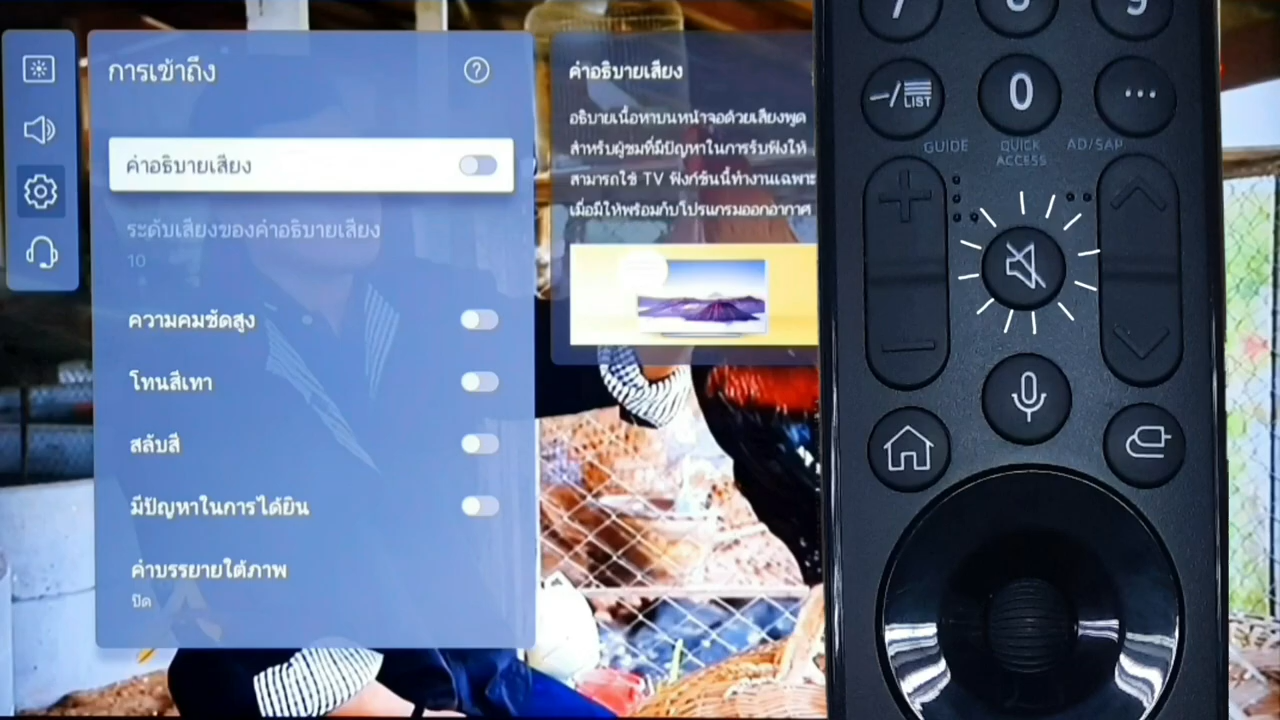 การเข้าถึง
คำอธิบายเสียง
ระดับเสียงของคำอธิบายเสียง
10
ความคมชัดสูง
โทนสีเทา
สลับสี
มีปัญหาในการได้ยิน
คำบรรยายใต้ภาพ
ปิด
คำอธิบายเสียง
อธิบายเนื้อหาบนหน้าจอด้วยเสียงพูด
สำหรับผู้ชมที่มีปัญหาในการรับฟังให้
สามารถใช้ TV ฟังก์ชันนี้ทำงานเฉพาะ
เมื่อมีให้พร้อมกับโปรแกรมออกอากาศ
-/LIST
0
...
GUIDE
QUICK ACCESS
AD/SAP